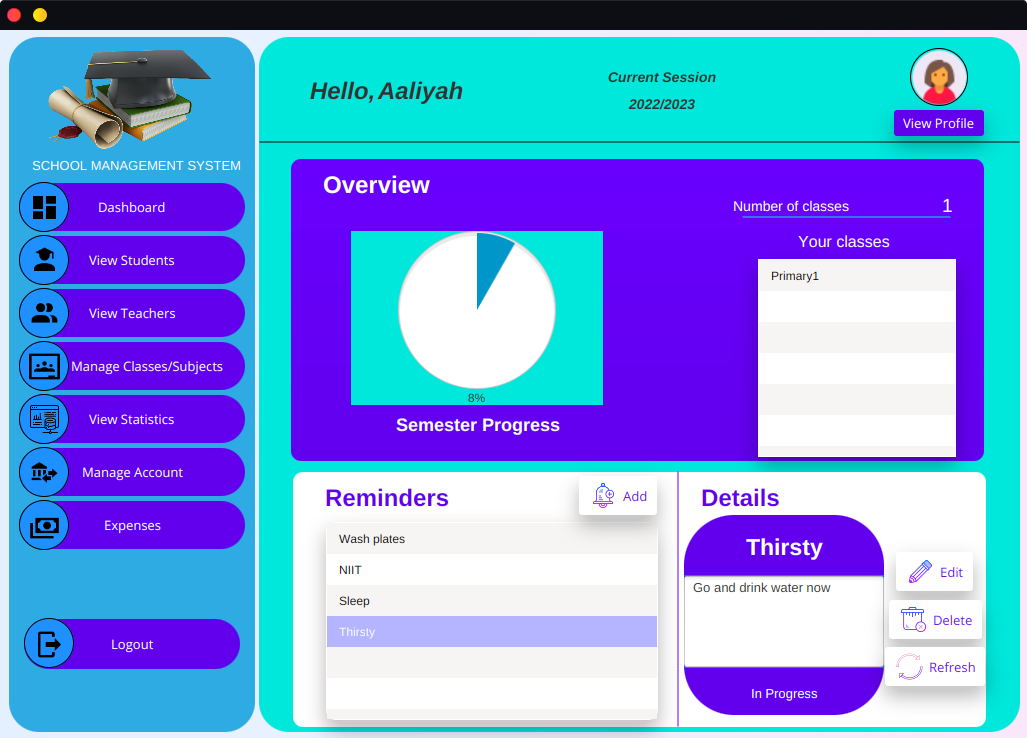 SCHOOL MANAGEMENT SYSTEM
Dashboard
View Students
View Teachers
Manage Classes/Subjects
View Statistics
Manage Account
Expenses
Logout
Hello, Aaliyah
Current Session
2022/2023
View Profile
Overview
8%
Semester Progress
Number of classes 1
Your classes
Primary1
Reminders
Add
Wash plates
NIIT
Sleep
Thirsty
Details
Thirsty
Go and drink water now
In Progress
Edit
Delete
Refresh